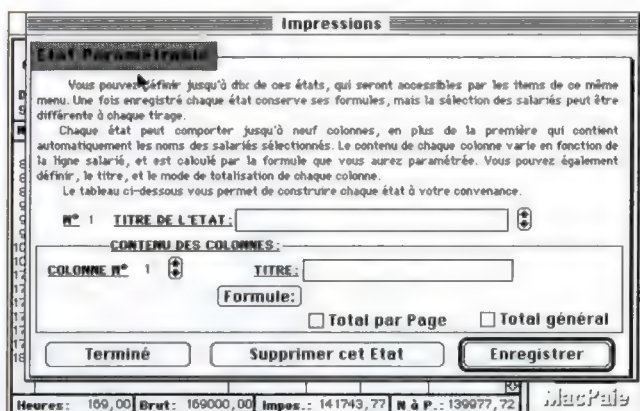 Impressions
Etat Paramétrable
Vous pouvez définir jusqu'à dix de ces états, qui seront accessibles par les items de ce même
menu. Une fois enregistré chaque état conserve ses formules, mais la sélection des salariés peut être
différente à chaque tirage.
Chaque état peut comporter jusqu'à neuf colonnes, en plus de la première qui contient
automatiquement les noms des salariés sélectionnés. Le contenu de chaque colonne varie en fonction de
la ligne salarié, et est calculé par la formule que vous aurez paramétrée. Vous pouvez également
définir, le titre, et le mode de totalisation de chaque colonne.
Le tableau ci-dessous vous permet de construire chaque état à votre convenance.
N° 1 TITRE DE L'ETAT:
CONTENU DES COLONNES:
COLONNE N° 1 TITRE:
Formule:
Total par Page Total général
Terminé Supprimer cet Etat Enregistrer
Heures: 169,00 Brut: 169000,00 Impos.: 141743,77 N à P.: 139977,72 MacPaie